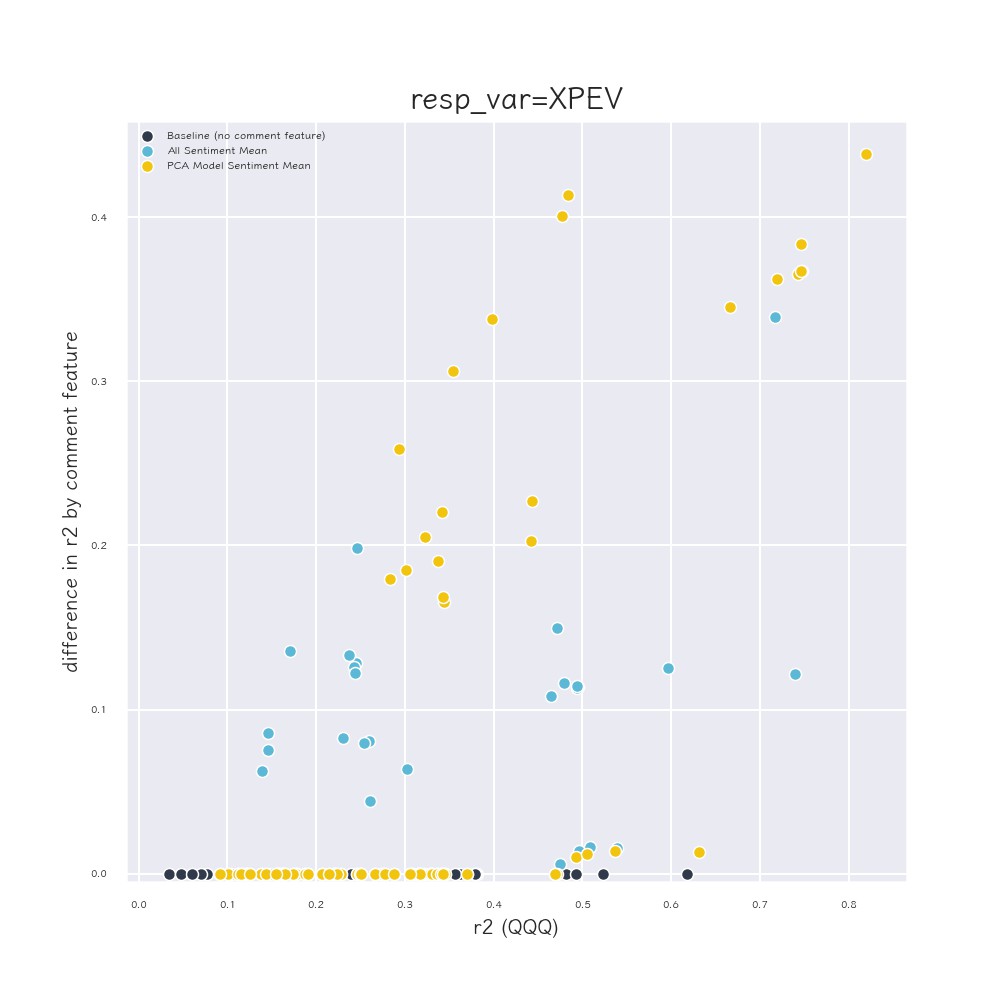 resp_var=XPEV
Baseline (no comment feature)
All Sentiment Mean
PCA Model Sentiment Mean
difference in r2 by comment feature
0.4
0.3
0.2
0.1
0.0
0.0 0.1 0.2 0.3 0.4 0.5 0.6 0.7 0.8
r2 (QQQ)